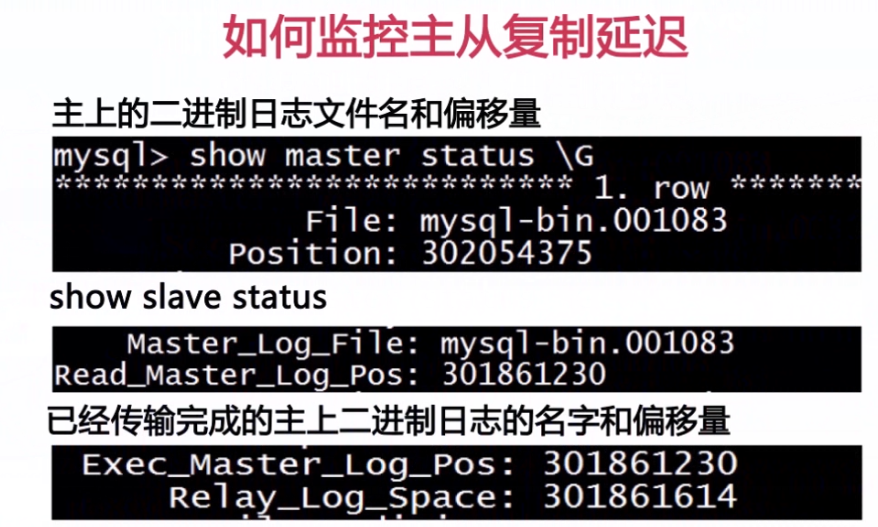 如何监控主从复制延迟
主上的二进制日志文件名和偏移量
mysql> show master status \G
*************************** 1. row *******
File: mysql-bin.001083
Position: 302054375
show slave status
Master_Log_File: mysql-bin.001083
Read_Master_Log_Pos: 301861230
已经传输完成的主上二进制日志的名字和偏移量
Exec_Master_Log_Pos: 301861230
Relay_Log_Space: 301861614